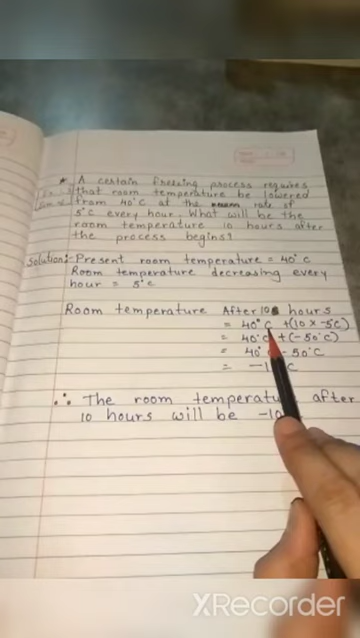 * A certain freezing process requires
that room temperature be lowered
from 40°C at the rate of
5°C every hour. What will be the
room temperature 10 hours after
the process begins?
Solution:- Present room temperature = 40°C
Room temperature decreasing every
hour = 5°C
Room temperature After 10 hours
= 40°C +(10 x -5C)
= 40°C +(-50°C)
= 40° - 50°C
= -1 C
∴ The room temperature after
10 hours will be -10
XRecorder